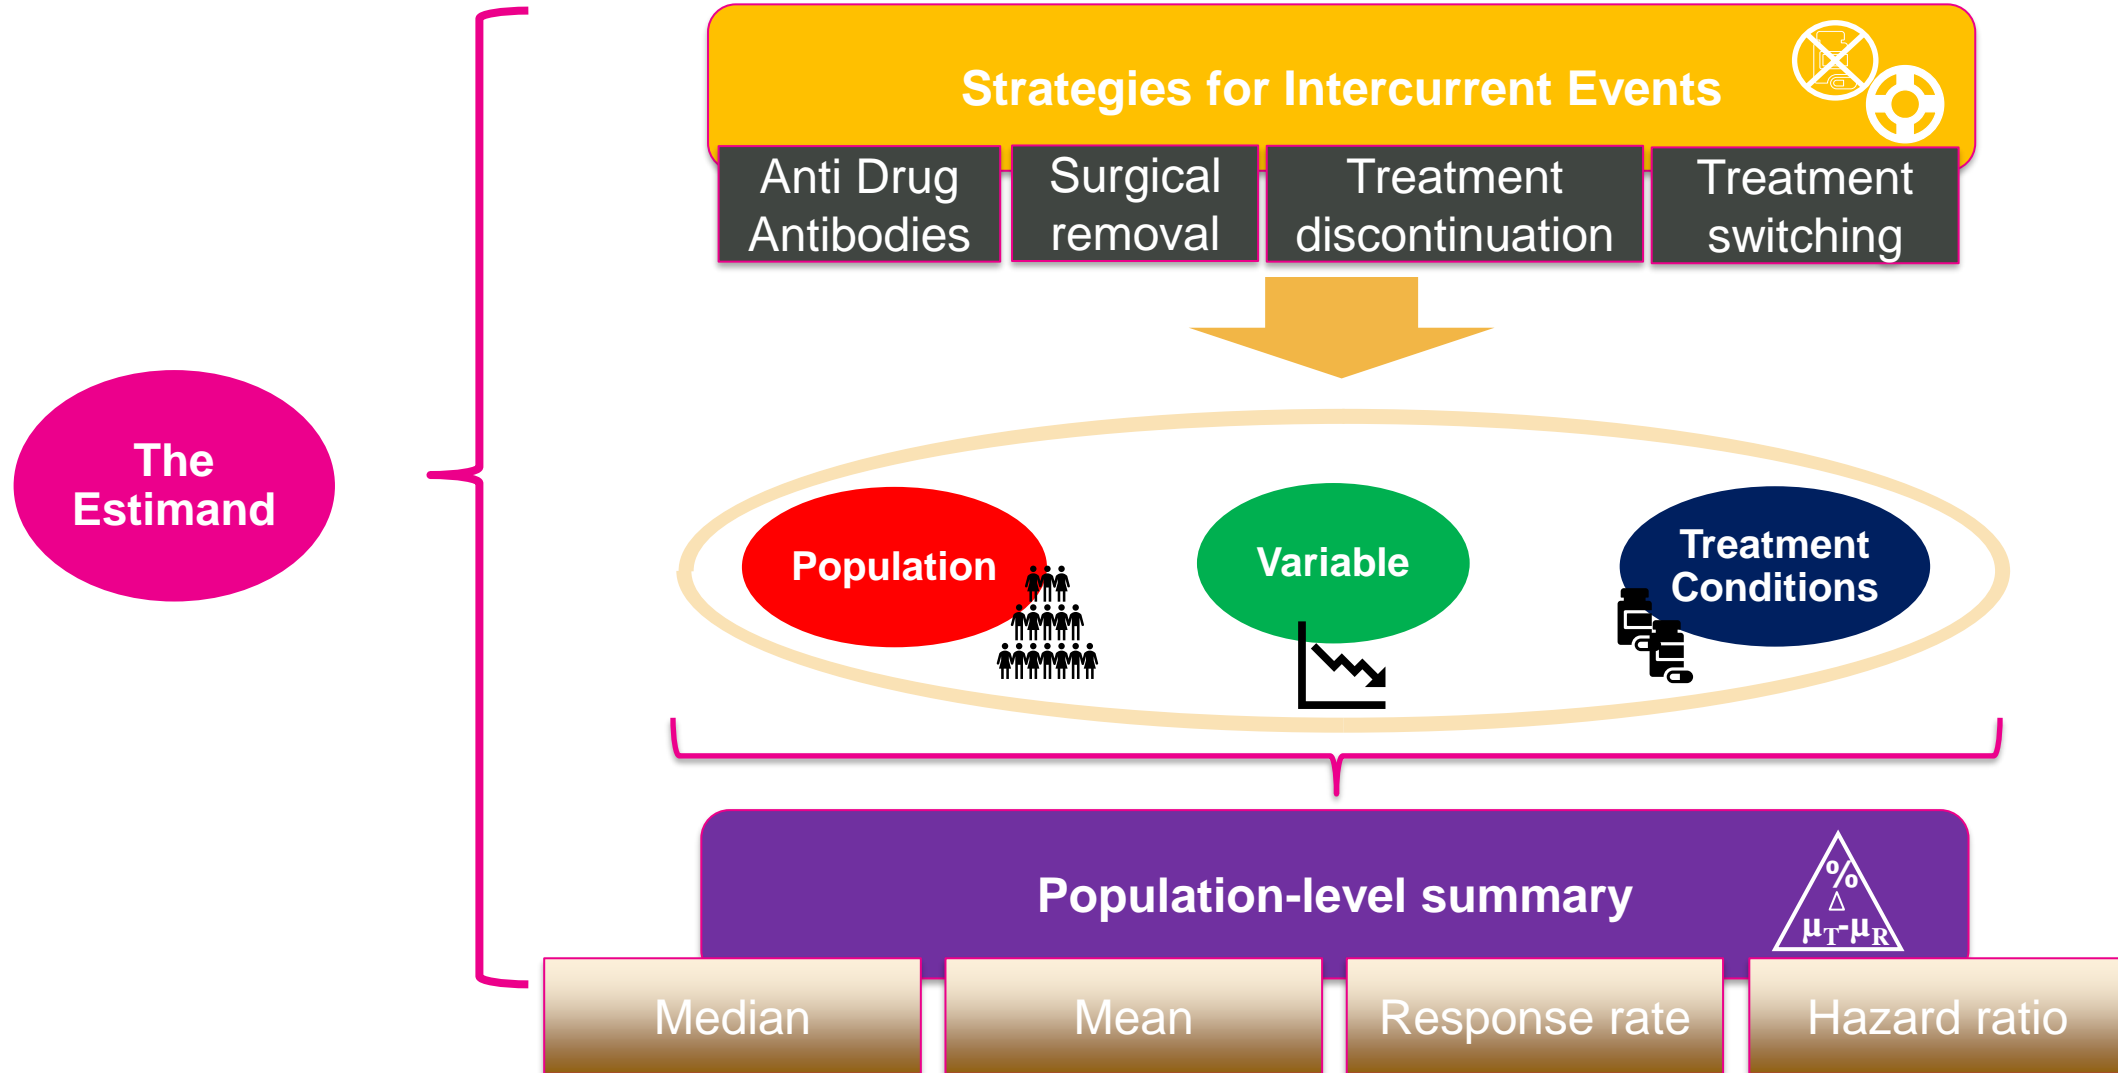 Strategies for Intercurrent Events
Anti Drug
Antibodies
Surgical
removal
Treatment
discontinuation
Treatment
switching
The
Estimand
Population
Variable
Treatment
Conditions
Population-level summary
%
Δ
μT-μR
Median
Mean
Response rate
Hazard ratio